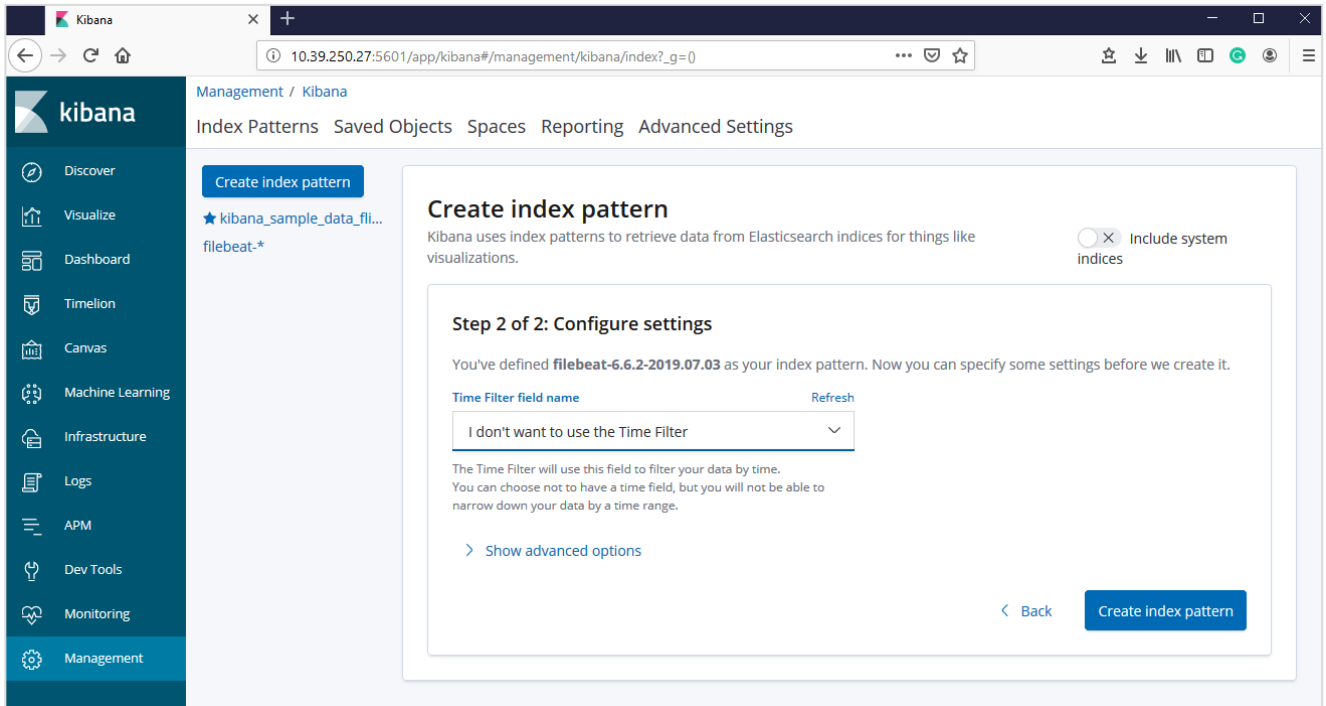 Kibana
10.39.250.27:5601/app/kibana#/management/kibana/index?_g=()
kibana
Discover
Visualize
Dashboard
Timelion
Canvas
Machine Learning
Infrastructure
Logs
APM
Dev Tools
Monitoring
Management
Management / Kibana
Index Patterns Saved Objects Spaces Reporting Advanced Settings
Create index pattern
kibana_sample_data_fli...
filebeat-*
Create index pattern
Kibana uses index patterns to retrieve data from Elasticsearch indices for things like
visualizations.
Include system
indices
Step 2 of 2: Configure settings
You've defined filebeat-6.6.2-2019.07.03 as your index pattern. Now you can specify some settings before we create it.
Time Filter field name
Refresh
I don't want to use the Time Filter
The Time Filter will use this field to filter your data by time.
You can choose not to have a time field, but you will not be able to
narrow down your data by a time range.
Show advanced options
Back
Create index pattern